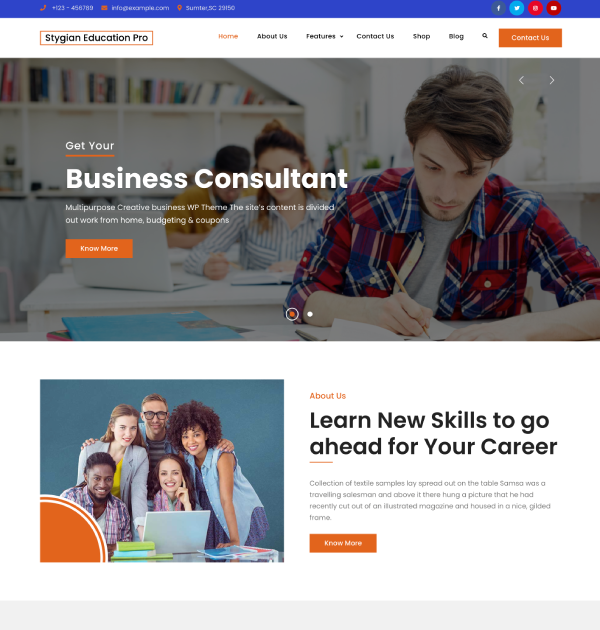 +123 - 456789 info@example.com Sumter,SC 29150
Stygian Education Pro Home About Us Features Contact Us Shop Blog Contact Us
Get Your
Business Consultant
Multipurpose Creative business WP Theme The site's content is divided
out work from home, budgeting & coupons
Know More
About Us
Learn New Skills to go
ahead for Your Career
Collection of textile samples lay spread out on the table Samsa was a
travelling salesman and above it there hung a picture that he had
recently cut out of an illustrated magazine and housed in a nice, gilded
frame.
Know More